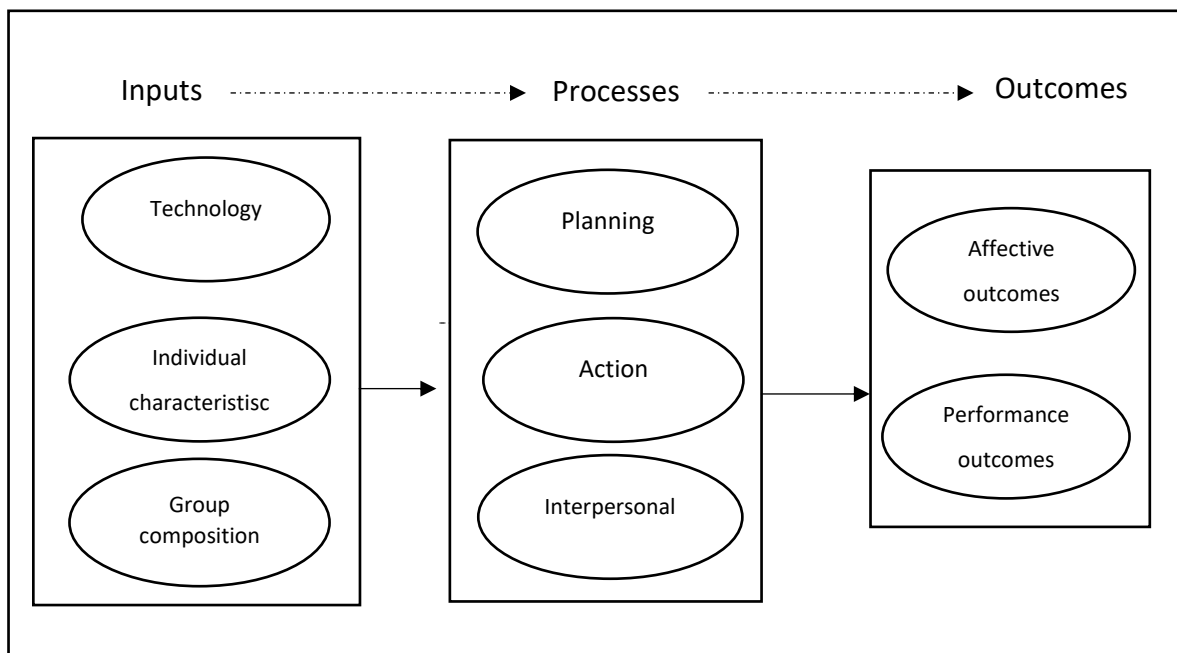 Inputs
Processes
Outcomes
Technology
Individual
characteristisc
Group
composition
Planning
Action
Interpersonal
Affective
outcomes
Performance
outcomes